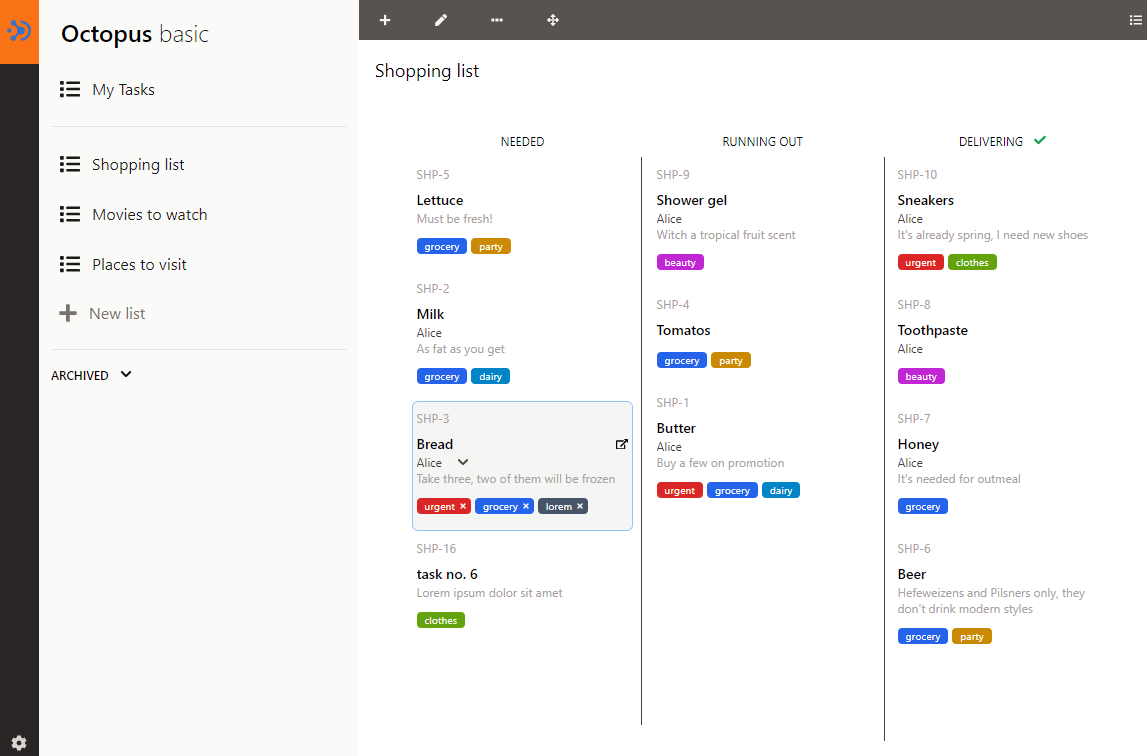 Octopus basic
My Tasks
Shopping list
Movies to watch
Places to visit
New list
ARCHIVED
Shopping list
NEEDED
SHP-5
Lettuce
Must be fresh!
grocery party
SHP-2
Milk
Alice
As fat as you get
grocery dairy
SHP-3
Bread
Alice
Take three, two of them will be frozen
urgent × grocery × lorem ×
SHP-16
task no. 6
Lorem ipsum dolor sit amet
clothes
RUNNING OUT
SHP-9
Shower gel
Alice
Witch a tropical fruit scent
beauty
SHP-4
Tomatos
grocery party
SHP-1
Butter
Alice
Buy a few on promotion
urgent grocery dairy
DELIVERING
SHP-10
Sneakers
Alice
It's already spring, I need new shoes
urgent clothes
SHP-8
Toothpaste
Alice
beauty
SHP-7
Honey
Alice
It's needed for outmeal
grocery
SHP-6
Beer
Hefeweizens and Pilsners only, they
don't drink modern styles
grocery party